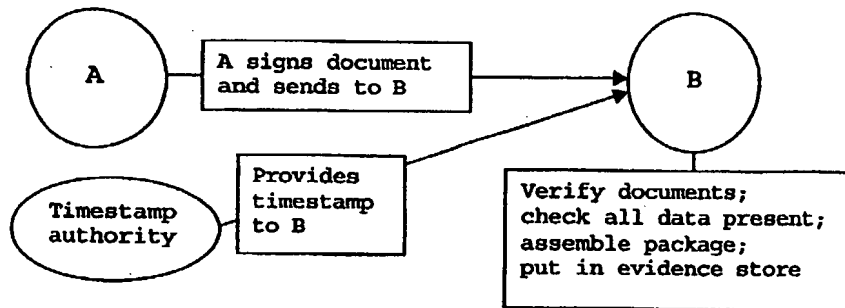 A
A signs document
and sends to B
B
Timestamp
authority
Provides
timestamp
to B
Verify documents;
check all data present;
assemble package;
put in evidence store